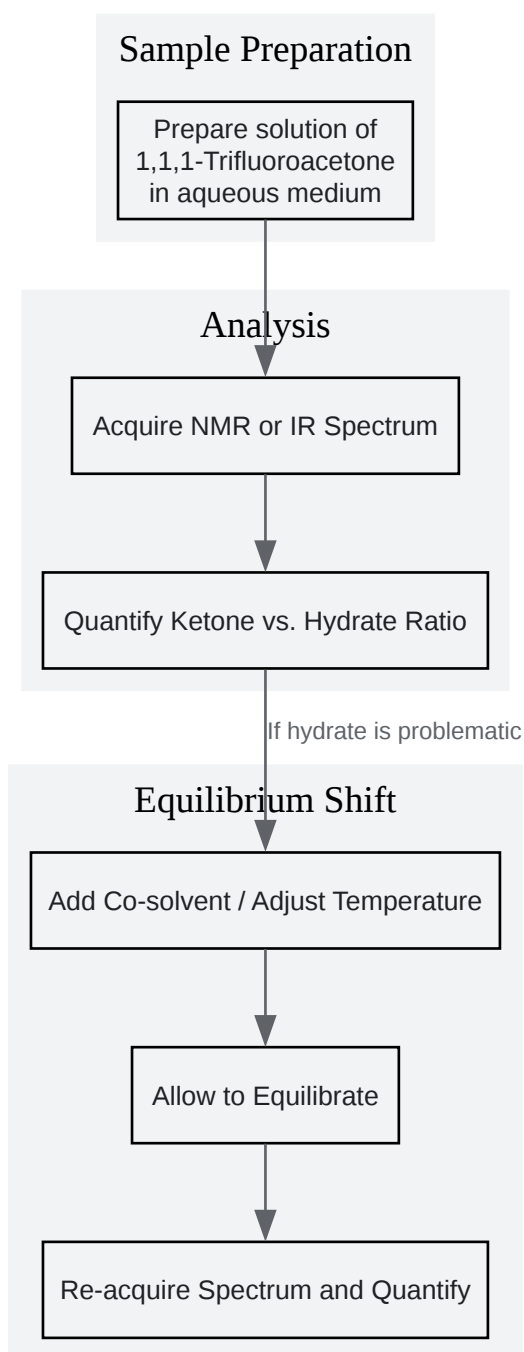 Sample Preparation
Prepare solution of
1,1,1-Trifluoroacetone
in aqueous medium
Analysis
Acquire NMR or IR Spectrum
Quantify Ketone vs. Hydrate Ratio
If hydrate is problematic
Equilibrium Shift
Add Co-solvent / Adjust Temperature
Allow to Equilibrate
Re-acquire Spectrum and Quantify